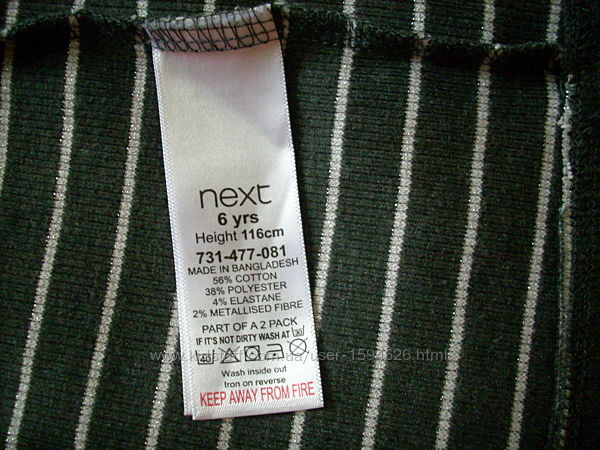 next
6 yrs
Height 116cm
731-477-081
MADE IN BANGLADESH
56% COTTON
38% POLYESTER
4% ELASTANE
2% METALLISED FIBRE
PART OF A 2 PACK
IF IT'S NOT DIRTY WASH AT 30
40
Wash inside out
Iron on reverse
KEEP AWAY FROM FIRE